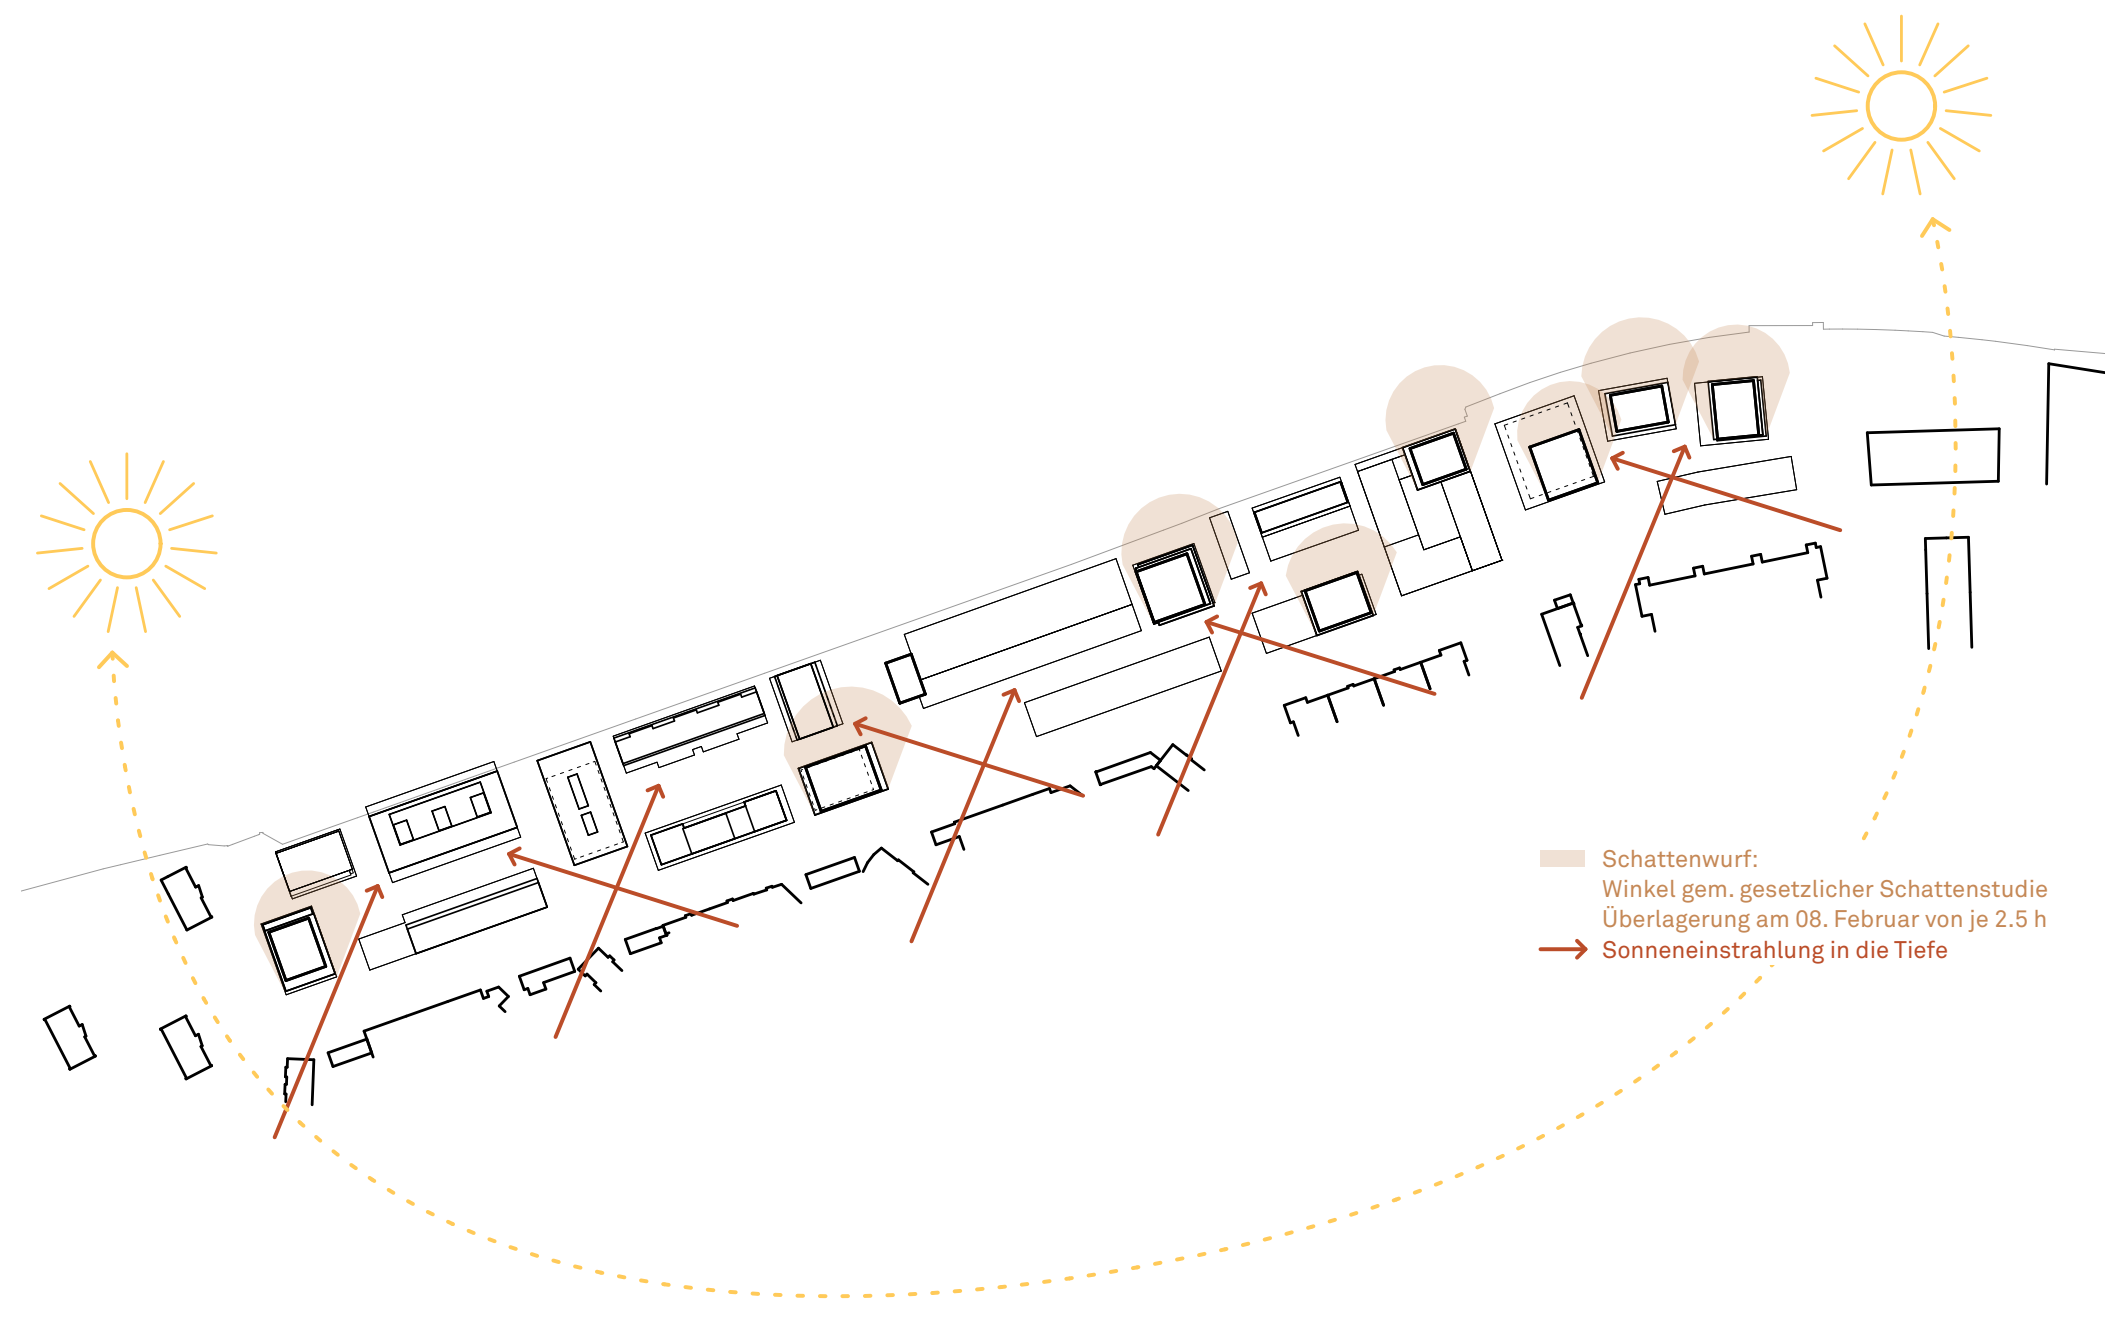 Schattenwurf:
Winkel gem. gesetzlicher Schattenstudie
Überlagerung am 08. Februar von je 2.5 h
Sonneneinstrahlung in die Tiefe